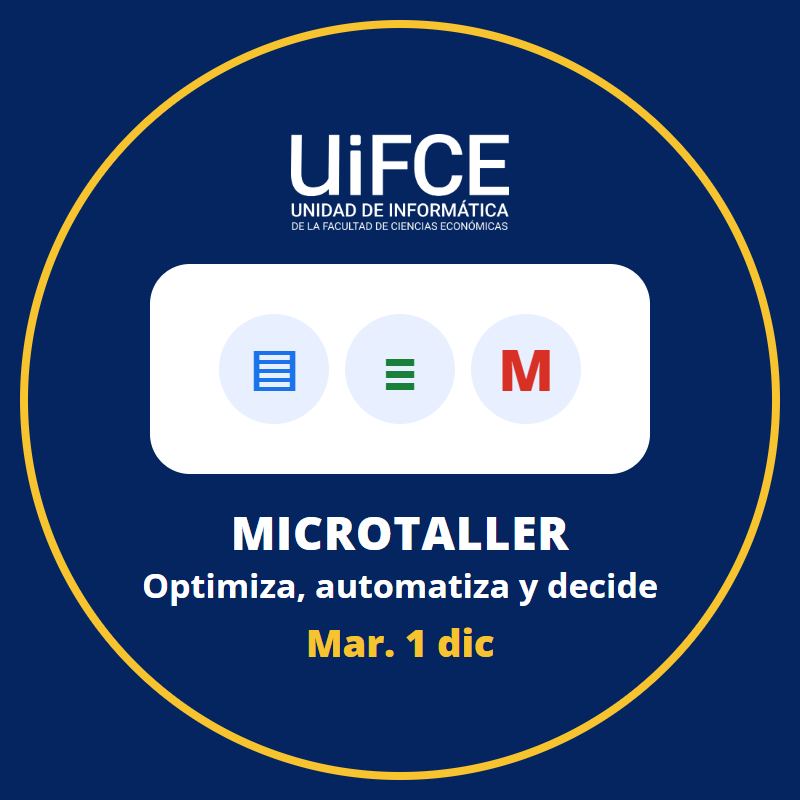 UiFCE
UNIDAD DE INFORMÁTICA
DE LA FACULTAD DE CIENCIAS ECONÓMICAS
M
MICROTALLER
Optimiza, automatiza y decide
Mar. 1 dic